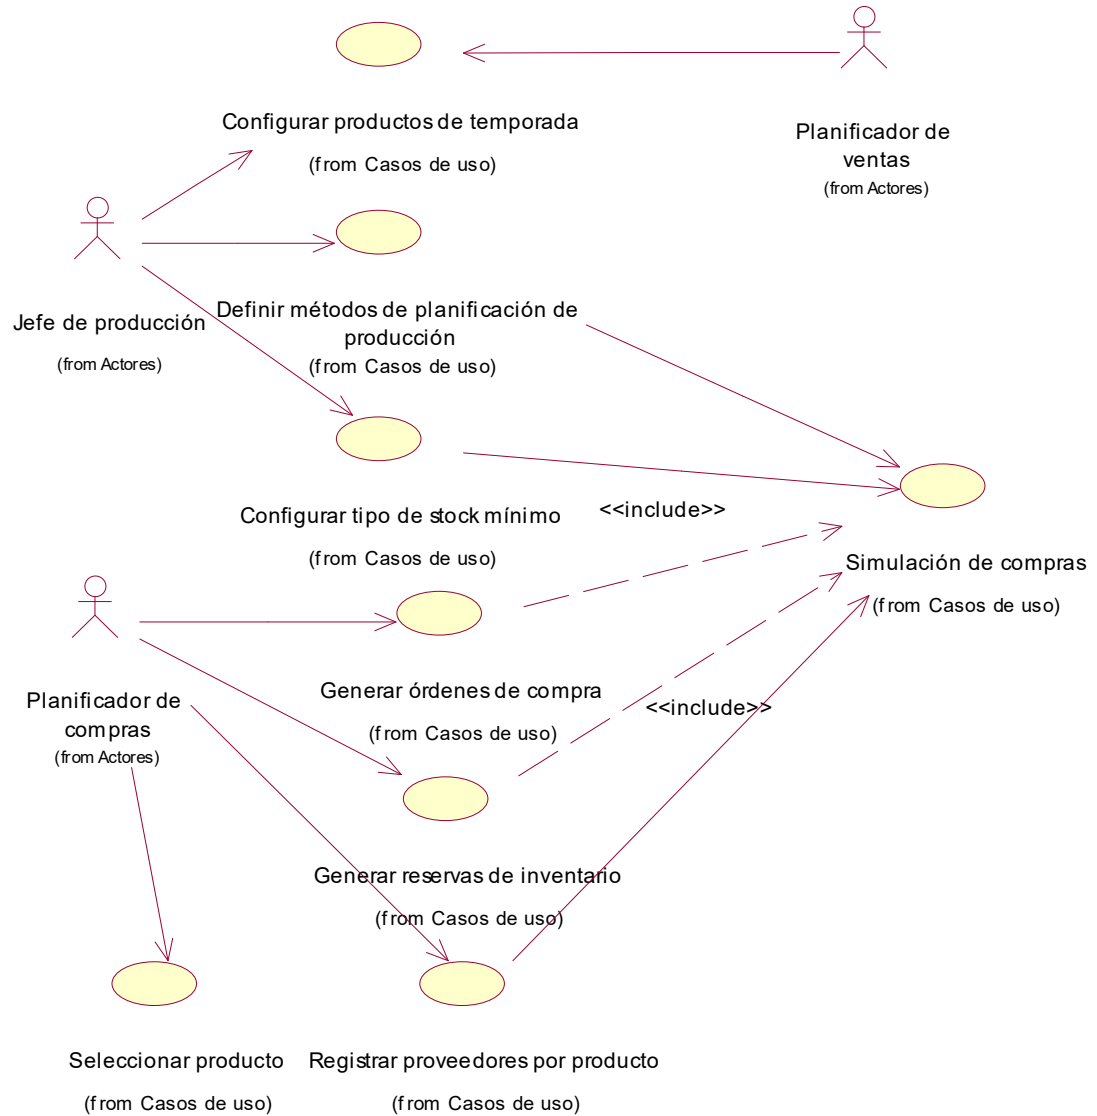 Configurar productos de temporada
(from Casos de uso)
Planificador de
ventas
(from Actores)
Jefe de producción
(from Actores)
Definir métodos de planificación de
producción
(from Casos de uso)
Configurar tipo de stock mínimo
(from Casos de uso)
<<include>>
Simulación de compras
(from Casos de uso)
Planificador de
compras
(from Actores)
Generar órdenes de compra
(from Casos de uso)
<<include>>
Generar reservas de inventario
(from Casos de uso)
Seleccionar producto
(from Casos de uso)
Registrar proveedores por producto
(from Casos de uso)